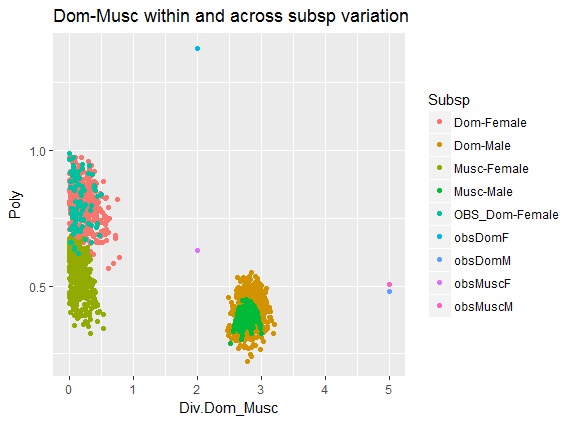 Dom-Musc within and across subsp variation
Poly
1.0
0.5
0 1 2 3 4 5
Div.Dom_Musc
Subsp
Dom-Female
Dom-Male
Musc-Female
Musc-Male
OBS_Dom-Female
obsDomF
obsDomM
obsMuscF
obsMuscM